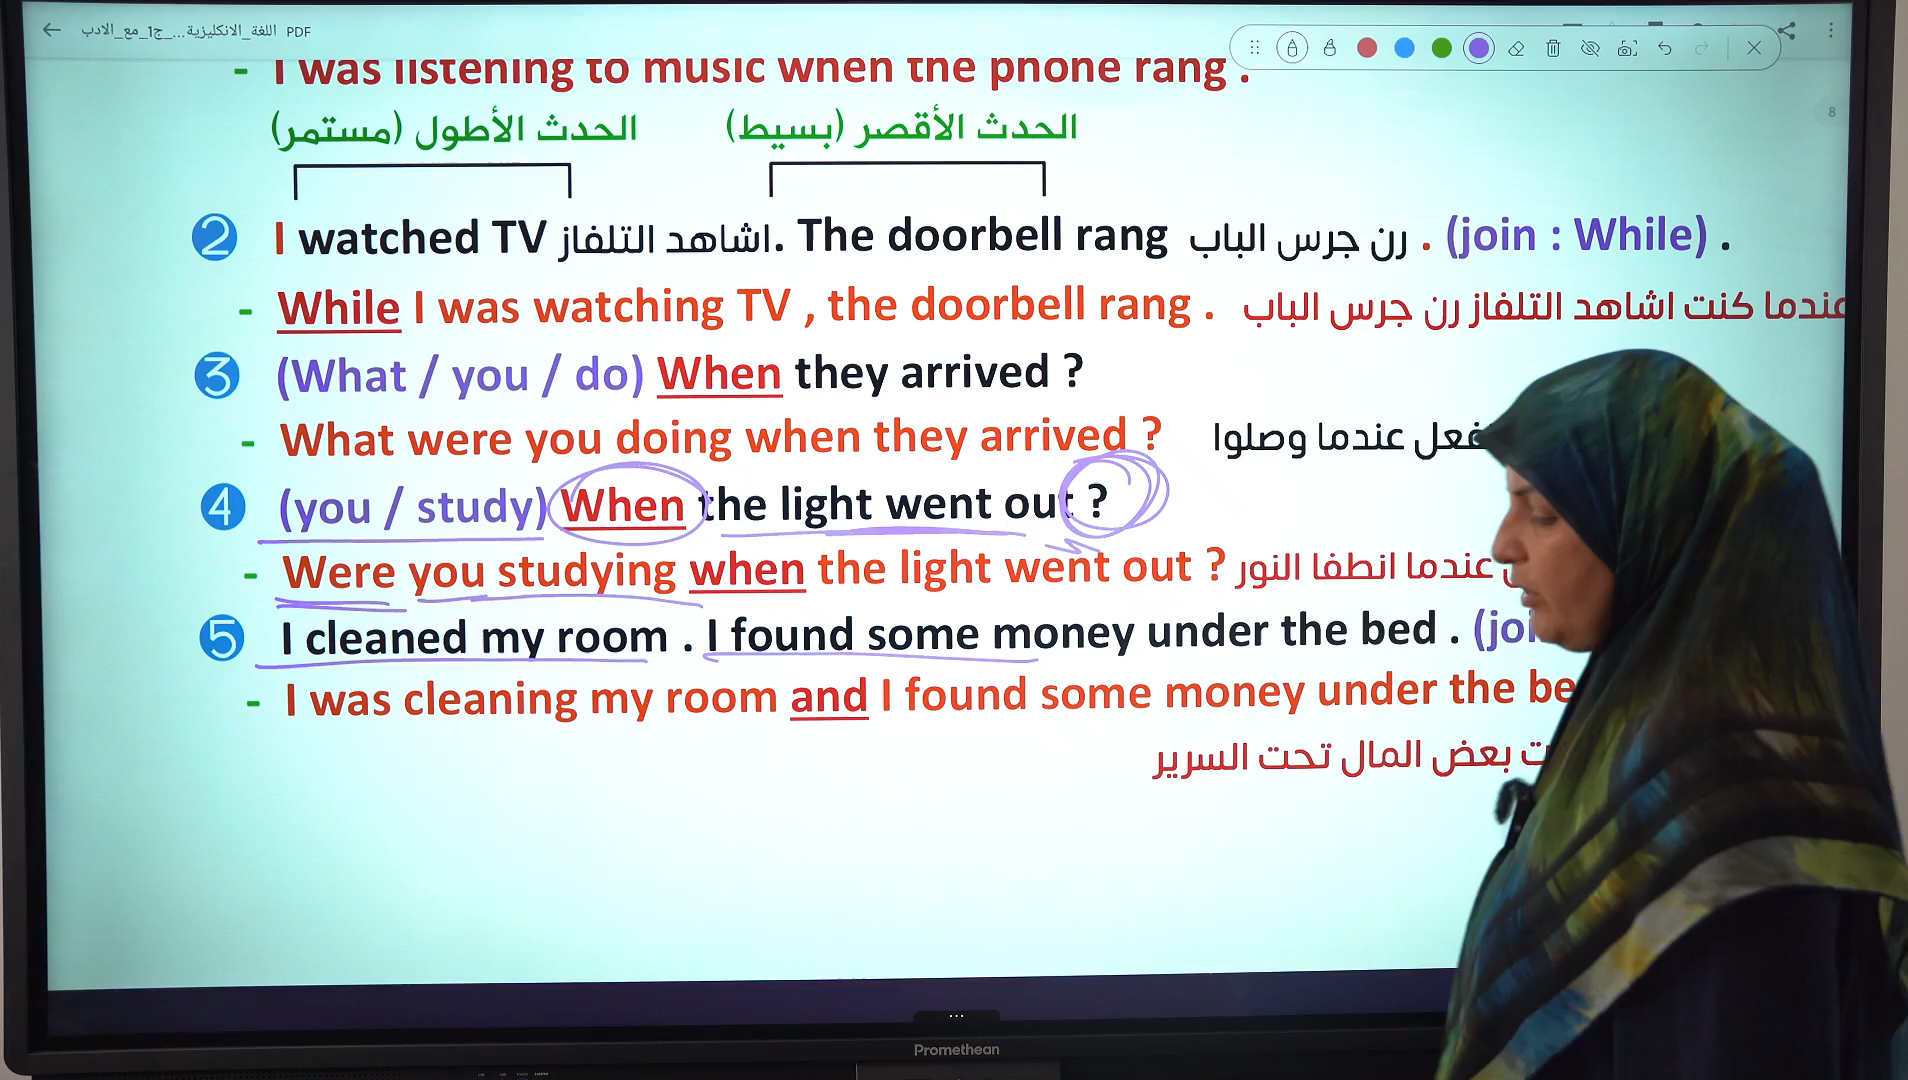 اللغة_الانكليزية..._ج1_مع_الادب PDF
- I was listening to music when the phone rang .
8
الحدث الأطول (مستمر) الحدث الأقصر (بسيط)
2 I watched TV اشاهد التلفاز. The doorbell rang رن جرس الباب . (join : While) .
- While I was watching TV , the doorbell rang . عندما كنت اشاهد التلفاز رن جرس الباب
3 (What / you / do) When they arrived ?
- What were you doing when they arrived ? عندما وصلوا
4 (you / study) When the light went out ?
- Were you studying when the light went out ? عندما انطفا النور
5 I cleaned my room . I found some money under the bed .
- I was cleaning my room and I found some money under the
بعض المال تحت السرير
Promethean